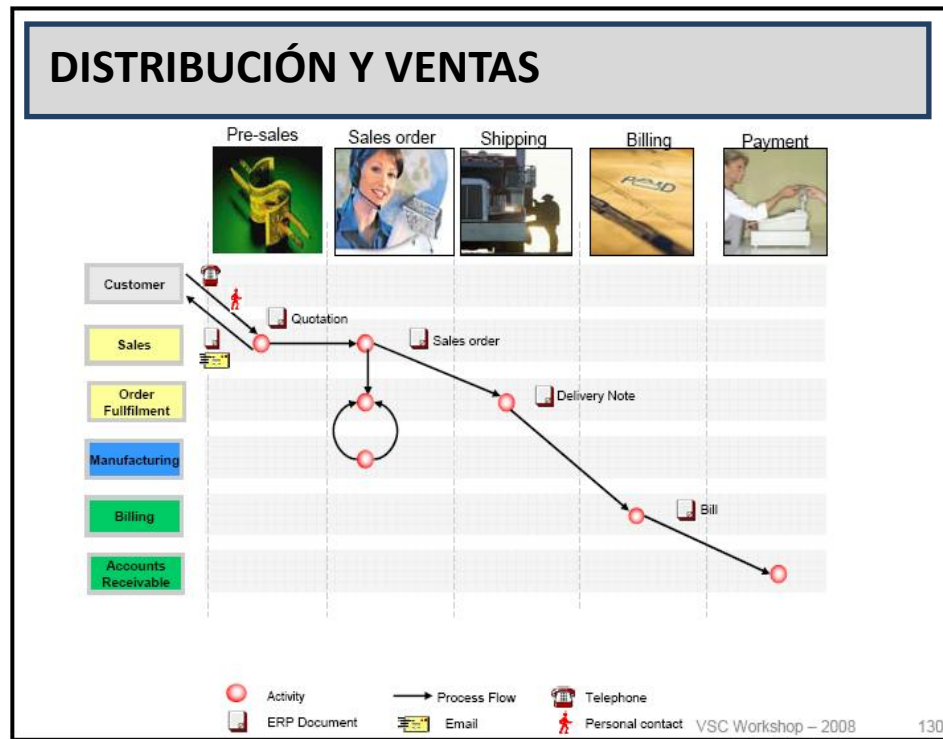 DISTRIBUCIÓN Y VENTAS
Pre-sales
Sales order
Shipping
Billing
Payment
Customer
Quotation
Sales
Sales order
Order
Fullfilment
Delivery Note
Manufacturing
Billing
Bill
Accounts
Receivable
Activity
Process Flow
Telephone
ERP Document
Email
Personal contact
VSC Workshop – 2008
130